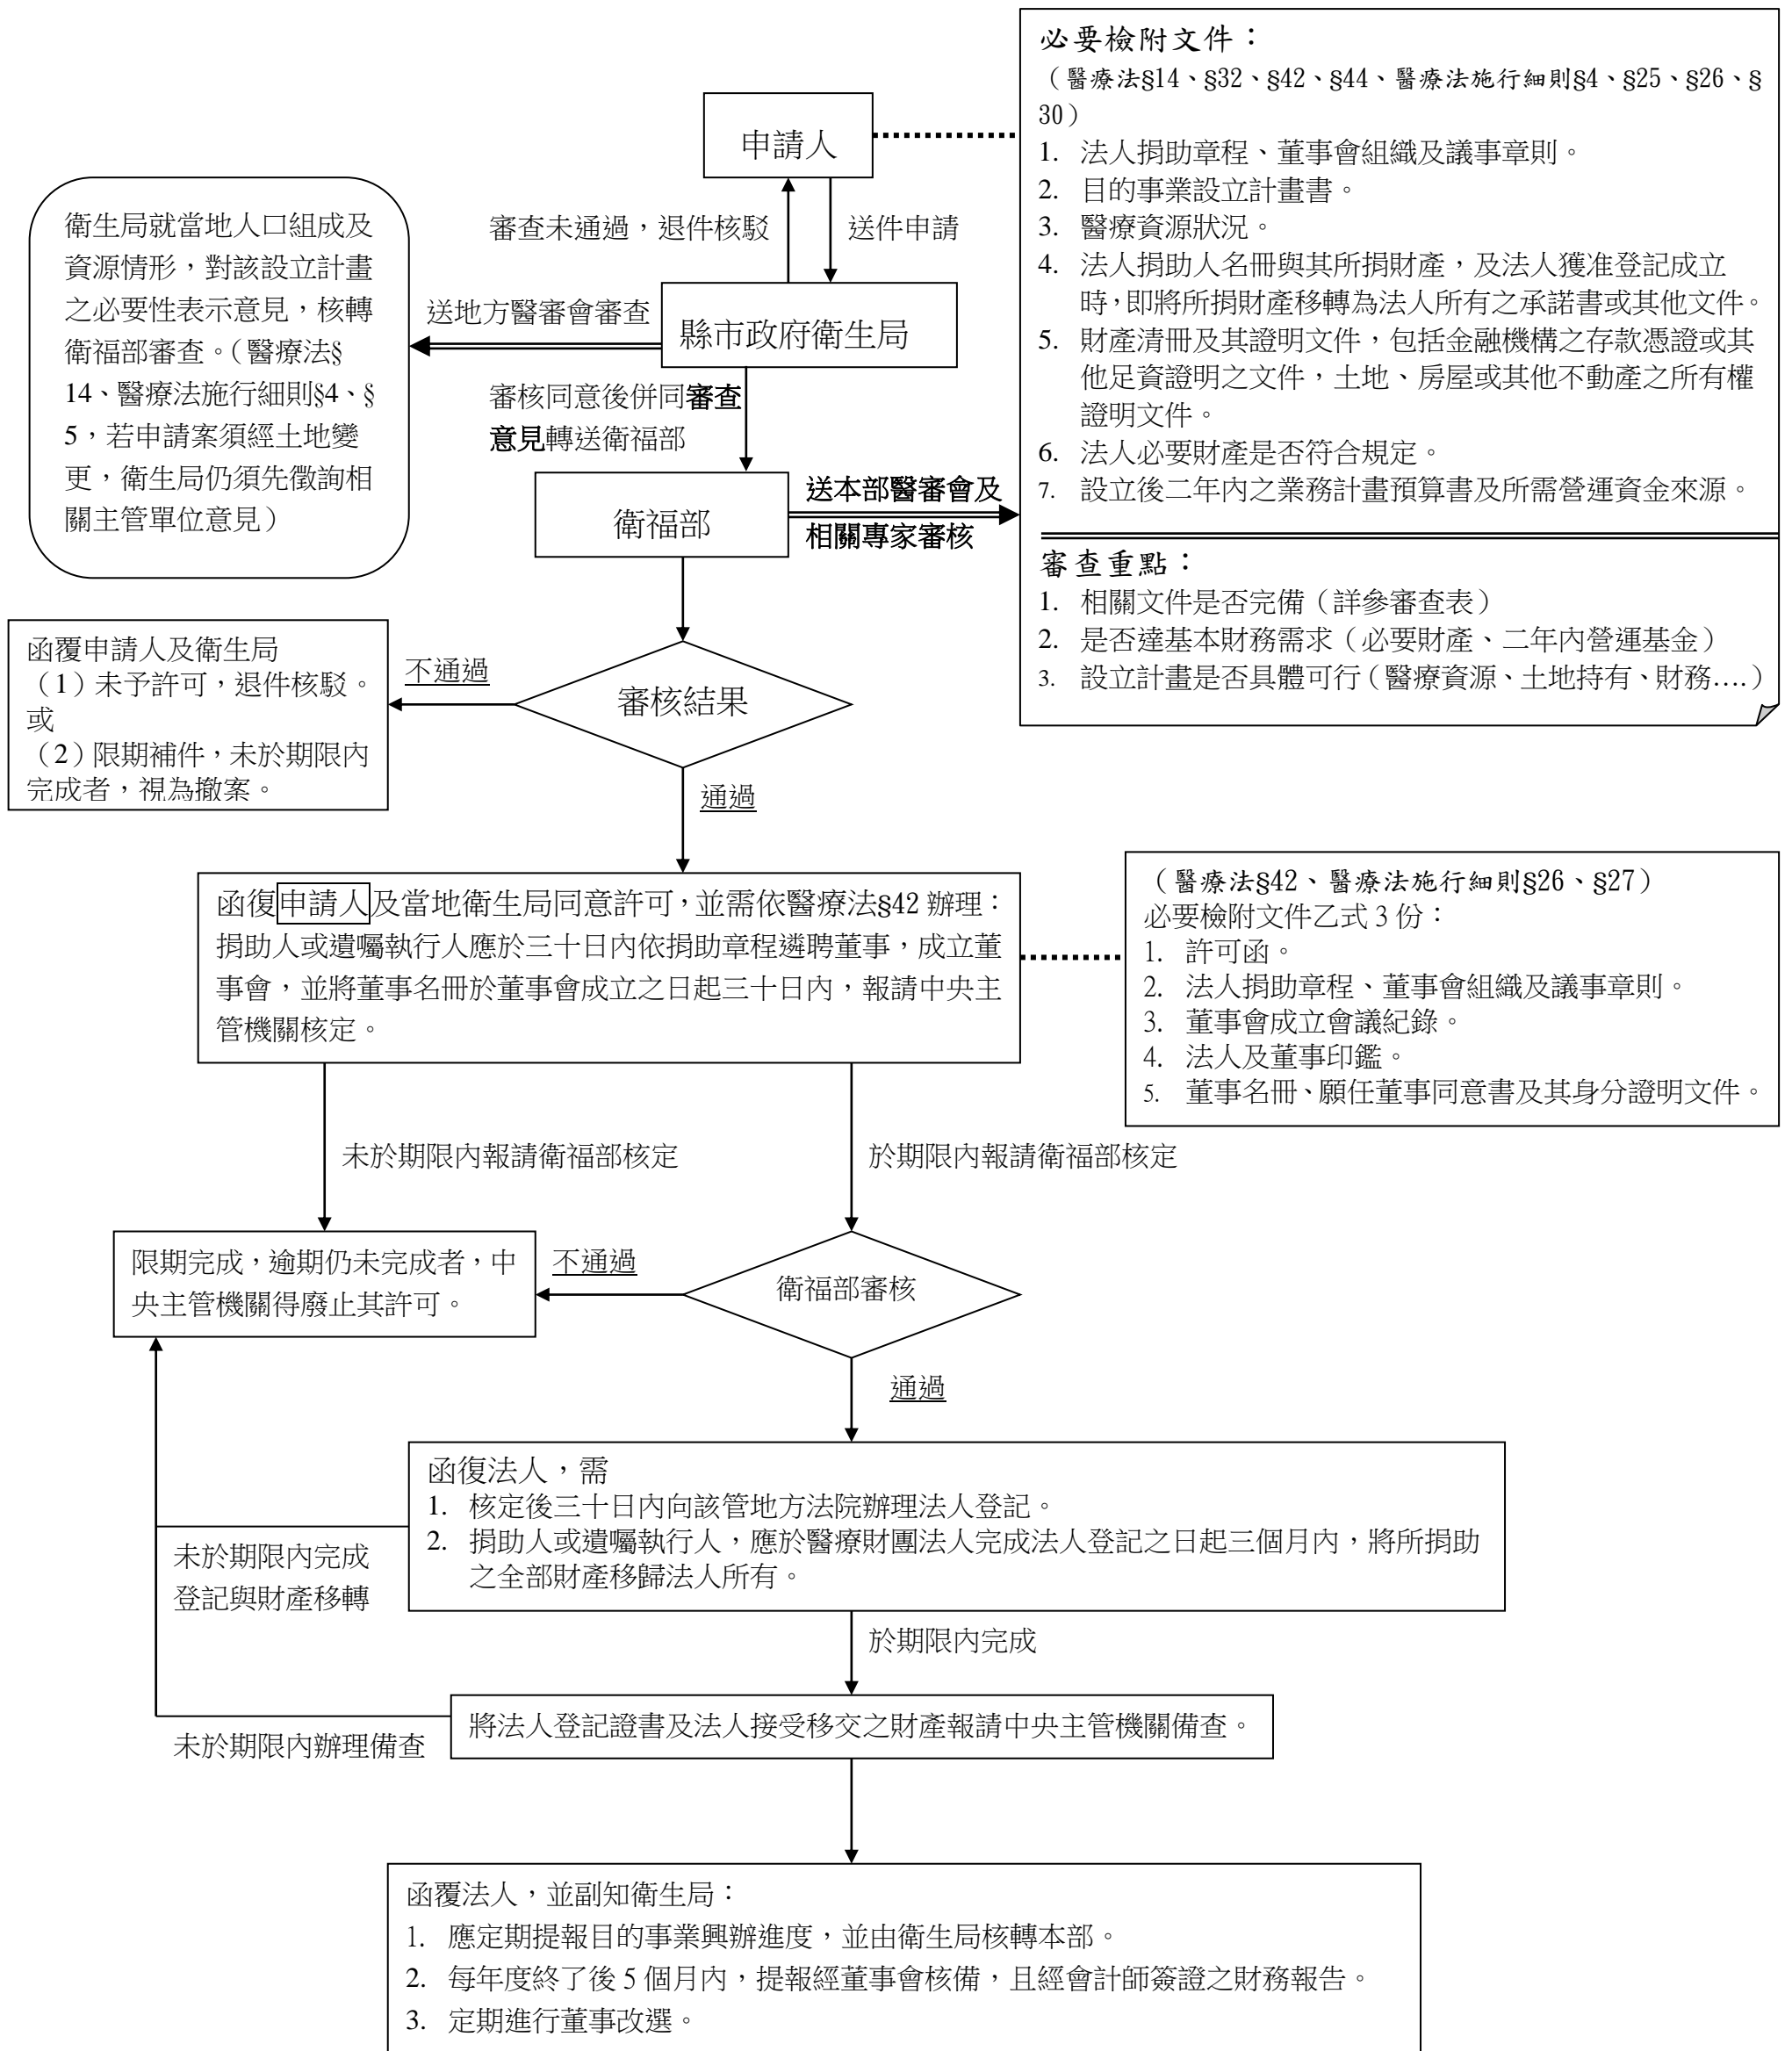 必要檢附文件：
（醫療法§14、§32、§42、§44、醫療法施行細則§4、§25、§26、§
30）
1. 法人捐助章程、董事會組織及議事章則。
2. 目的事業設立計畫書。
3. 醫療資源狀況。
4. 法人捐助人名冊與其所捐財產，及法人獲准登記成立
時，即將所捐財產移轉為法人所有之承諾書或其他文件。
5. 財產清冊及其證明文件，包括金融機構之存款憑證或其
他足資證明之文件，土地、房屋或其他不動產之所有權
證明文件。
6. 法人必要財產是否符合規定。
7. 設立後二年內之業務計畫預算書及所需營運資金來源。
審查重點：
1. 相關文件是否完備（詳參審查表）
2. 是否達基本財務需求（必要財產、二年內營運基金）
3. 設立計畫是否具體可行（醫療資源、土地持有、財務....）
申請人
審查未通過，退件核駁
送件申請
衛生局就當地人口組成及
資源情形，對該設立計畫
之必要性表示意見，核轉
衛福部審查。（醫療法§
14、醫療法施行細則§4、§
5，若申請案須經土地變
更，衛生局仍須先徵詢相
關主管單位意見）
送地方醫審會審查
縣市政府衛生局
審核同意後併同審查
意見轉送衛福部
衛福部
送本部醫審會及
相關專家審核
函覆申請人及衛生局
（1）未予許可，退件核駁。
或
（2）限期補件，未於期限內
完成者，視為撤案。
不通過
審核結果
通過
函復申請人及當地衛生局同意許可，並需依醫療法§42 辦理：
捐助人或遺囑執行人應於三十日內依捐助章程遴聘董事，成立董
事會，並將董事名冊於董事會成立之日起三十日內，報請中央主
管機關核定。
（醫療法§42、醫療法施行細則§26、§27）
必要檢附文件乙式 3 份：
1. 許可函。
2. 法人捐助章程、董事會組織及議事章則。
3. 董事會成立會議紀錄。
4. 法人及董事印鑑。
5. 董事名冊、願任董事同意書及其身分證明文件。
未於期限內報請衛福部核定
於期限內報請衛福部核定
限期完成，逾期仍未完成者，中
央主管機關得廢止其許可。
不通過
衛福部審核
通過
函復法人，需
1. 核定後三十日內向該管地方法院辦理法人登記。
2. 捐助人或遺囑執行人，應於醫療財團法人完成法人登記之日起三個月內，將所捐助
之全部財產移歸法人所有。
未於期限內完成
登記與財產移轉
於期限內完成
將法人登記證書及法人接受移交之財產報請中央主管機關備查。
未於期限內辦理備查
函覆法人，並副知衛生局：
1. 應定期提報目的事業興辦進度，並由衛生局核轉本部。
2. 每年度終了後 5 個月內，提報經董事會核備，且經會計師簽證之財務報告。
3. 定期進行董事改選。